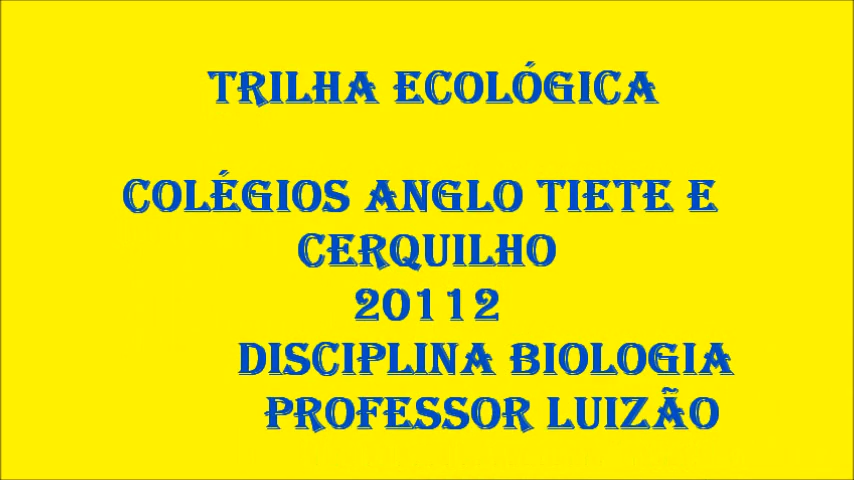 TRILHA ECOLÓGICA
COLÉGIOS ANGLO TIETE E
CERQUILHO
20112
DISCIPLINA BIOLOGIA
PROFESSOR LUIZÃO